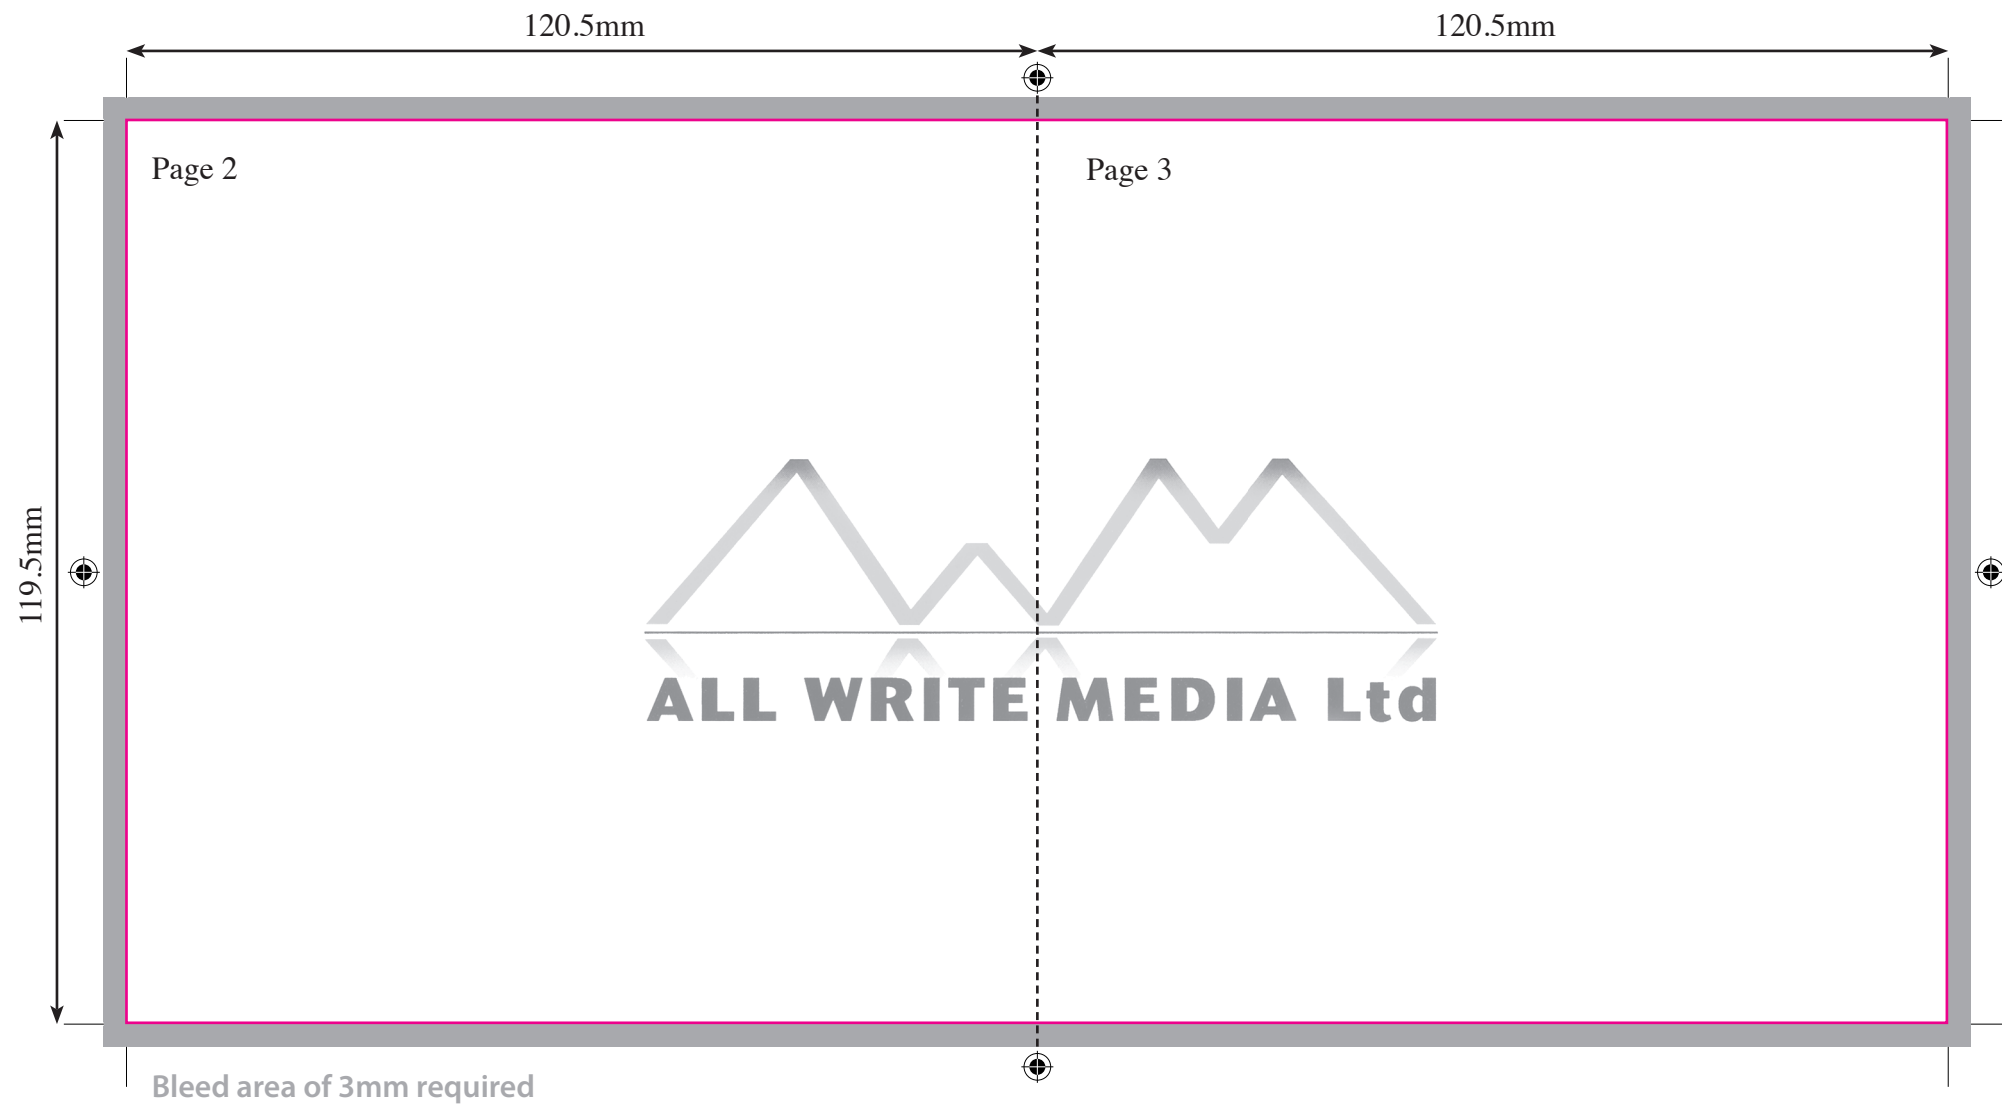 120.5mm
120.5mm
Page 2
Page 3
119.5mm
ALL WRITE MEDIA Ltd
Bleed area of 3mm required